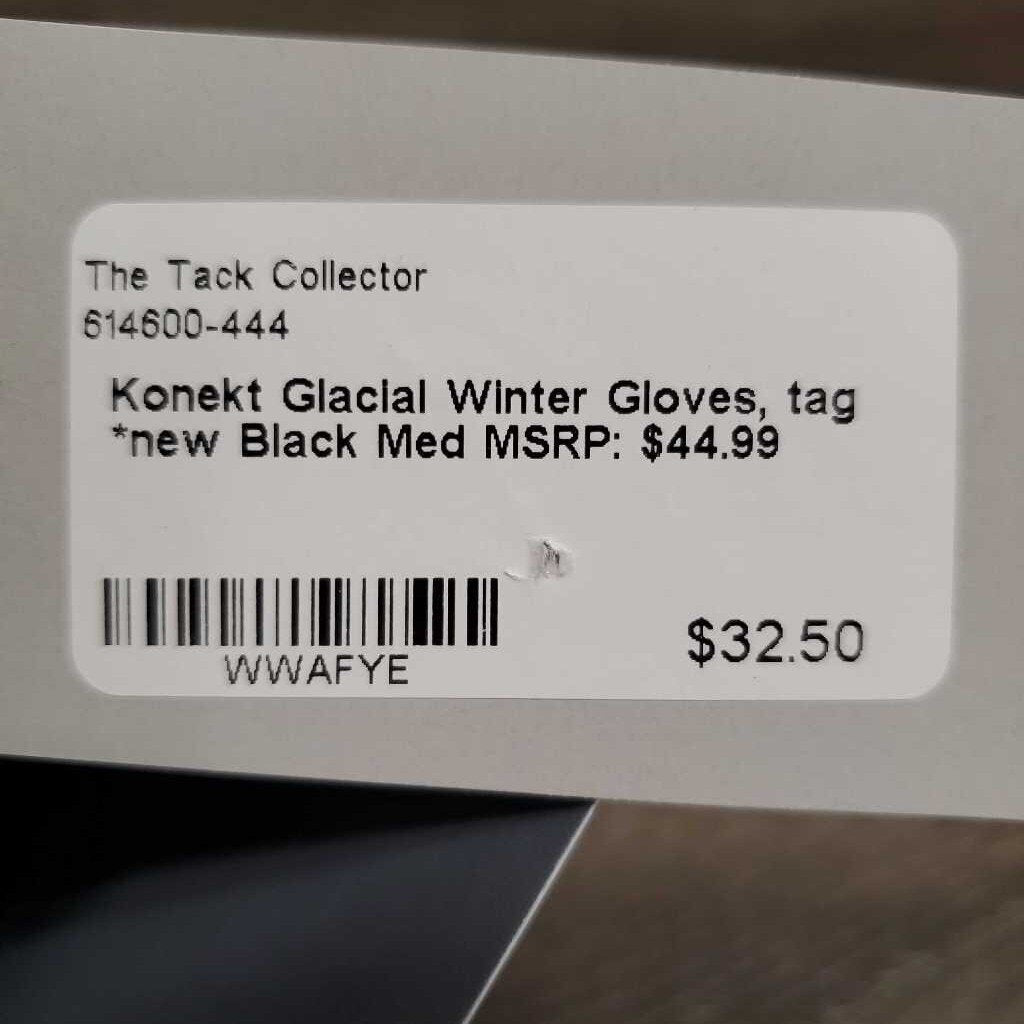 The Tack Collector
614600-444
Konekt Glacial Winter Gloves, tag
*new Black Med MSRP: $44.99
WWAFYE
$32.50